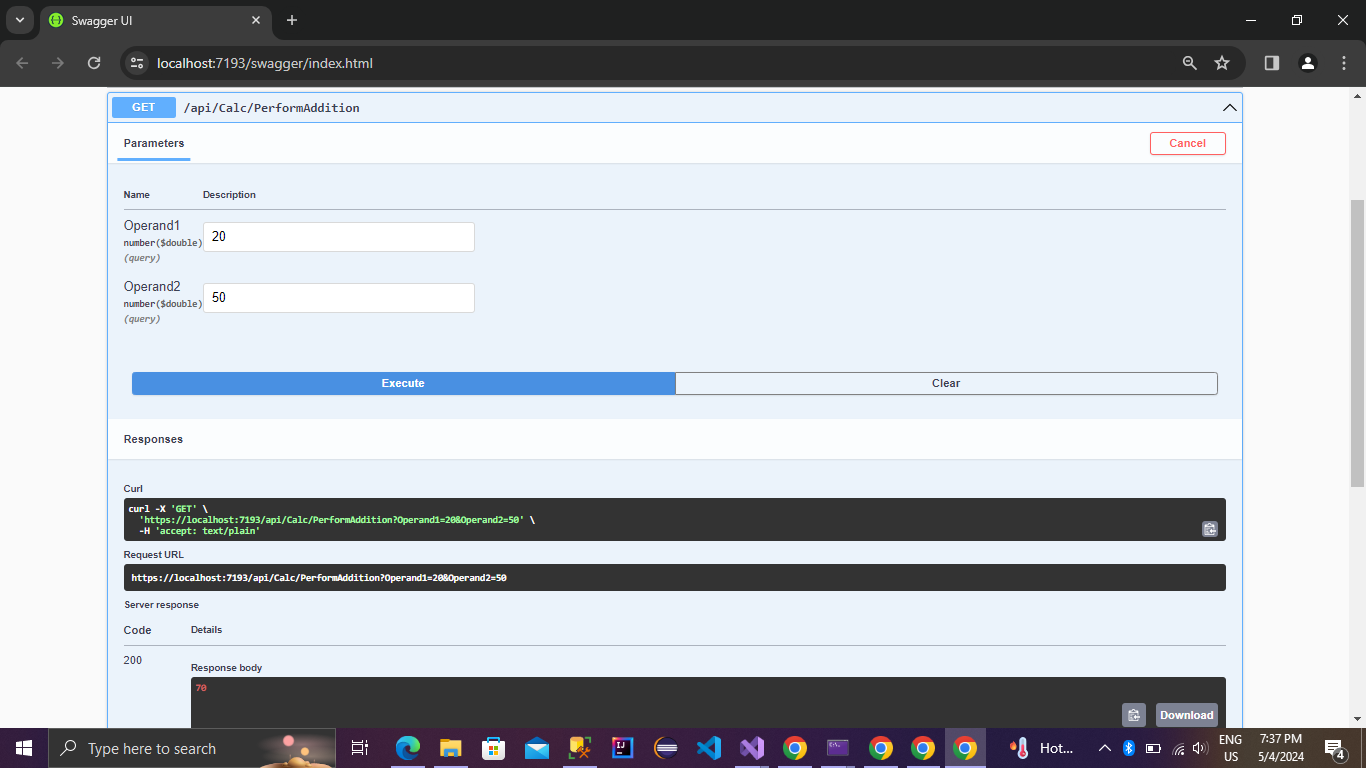 Swagger UI
localhost:7193/swagger/index.html
GET /api/Calc/PerformAddition
Parameters
Cancel
Name Description
Operand1
number($double)
(query)
20
Operand2
number($double)
(query)
50
Execute Clear
Responses
Curl
curl -X 'GET' \
'https://localhost:7193/api/Calc/PerformAddition?Operand1=20&Operand2=50' \
-H 'accept: text/plain'
Request URL
https://localhost:7193/api/Calc/PerformAddition?Operand1=20&Operand2=50
Server response
Code Details
200
Response body
70
Download
Type here to search
IJ
C:\.
Hot...
ENG
US
7:37 PM
5/4/2024
4